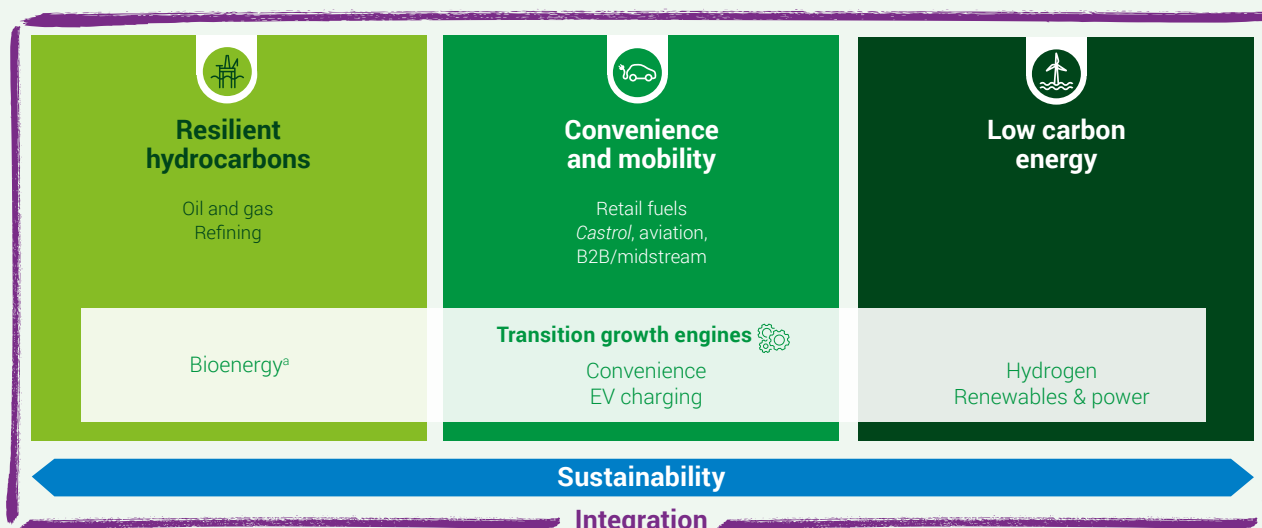 Resilient
hydrocarbons
Oil and gas
Refining
Convenience
and mobility
Retail fuels
Castrol, aviation,
B2B/midstream
Low carbon
energy
Transition growth engines
Bioenergyᵃ
Convenience
EV charging
Hydrogen
Renewables & power
Sustainability
Integration